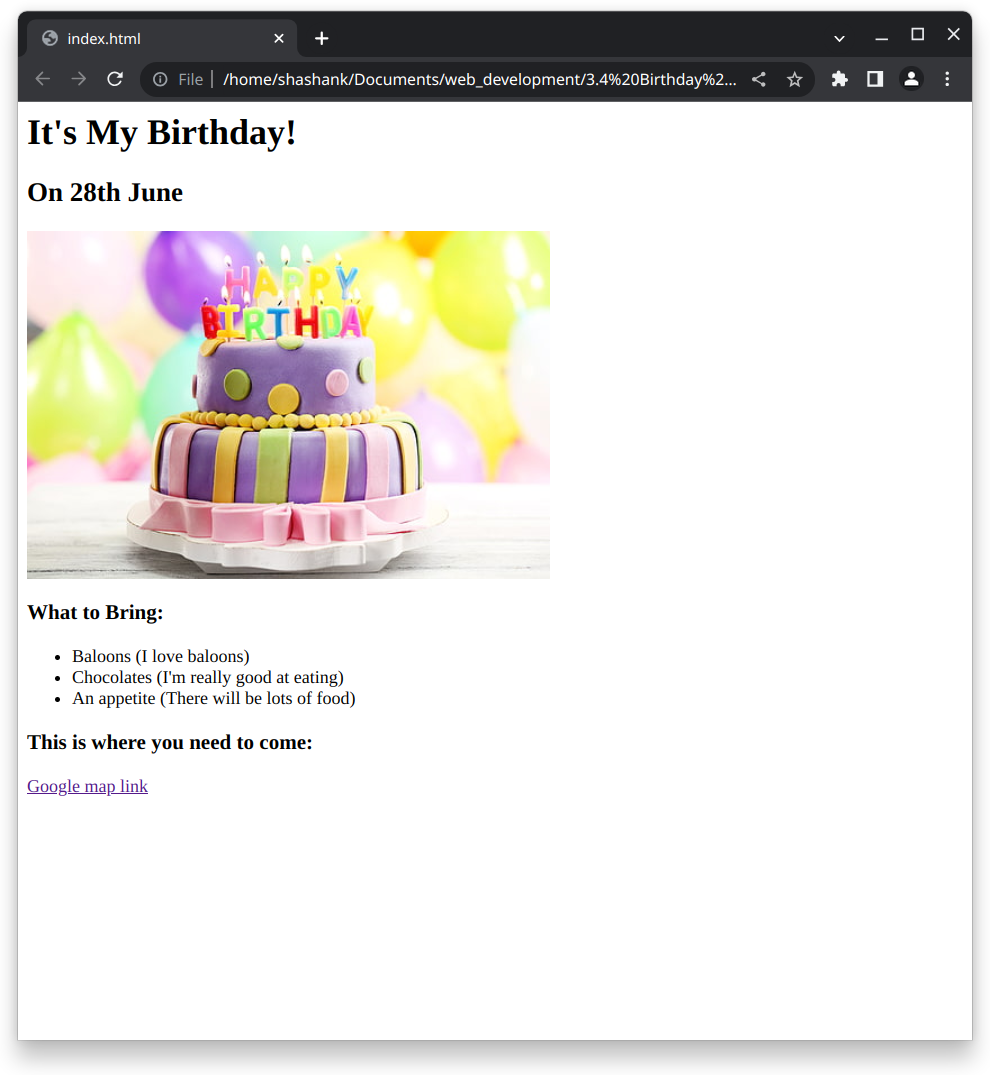 index.html
File
/home/shashank/Documents/web_development/3.4%20Birthday%2...
It's My Birthday!
On 28th June
HAPPY
BIRTHDAY
What to Bring:
• Baloons (I love baloons)
• Chocolates (I'm really good at eating)
• An appetite (There will be lots of food)
This is where you need to come:
Google map link